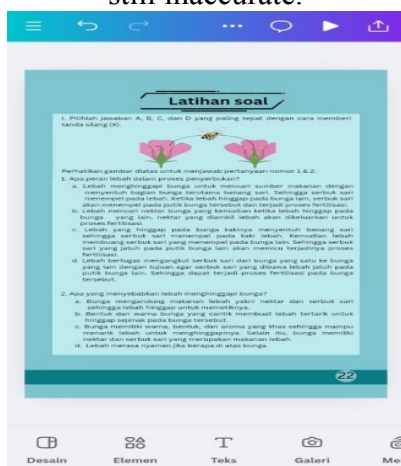 still inaccurate.
Latihan soal
I. Pilihlah jawaban A, B, C, dan D yang paling tepat dengan cara memberi
tanda silang (X).
Perhatikan gambar diatas untuk menjawab pertanyaan nomor 1 & 2.
1. Apa peran lebah dalam proses penyerbukan?
a. Lebah menghinggapi bunga untuk mencari sumber makanan dengan
menyentuh bagian bunga terutama benang sari. Sehingga serbuk sari
menempel pada lebah. Ketika lebah hinggap pada bunga lain, serbuk sari
akan menempel pada putik bunga tersebut dan terjadi proses fertilisasi.
b. Lebah mencari nektar bunga yang kemudian ketika lebah hinggap pada
bunga yang lain, nektar yang diambil lebah akan dikeluarkan untuk
proses fertilisasi.
c. Lebah yang hinggap pada bunga kakinya menyentuh benang sari
sehingga serbuk sari menempel pada kaki lebah. Kemudian lebah
membuang serbuk sari yang menempel pada bunga lain. Sehingga serbuk
sari yang jatuh pada putik bunga lain akan memicu terjadinya proses
fertilisasi.
d. Lebah bertugas mengangkut serbuk sari dari bunga yang satu ke bunga
yang lain dengan tujuan agar serbuk sari yang dibawa lebah jatuh pada
putik bunga lain. Sehingga dapat terjadi proses fertilisasi pada bunga
tersebut.
2. Apa yang menyebabkan lebah menghinggapi bunga?
a. Bunga mengandung makanan lebah yakni nektar dan serbuk sari
sehingga lebah hinggap untuk memetiknya.
b. Bentuk dan warna bunga yang cantik membuat lebah tertarik untuk
hinggap sejenak pada bunga tersebut.
c. Bunga memiliki warna, bentuk, dan aroma yang khas sehingga mampu
menarik lebah untuk menghinggapinya. Selain itu, bunga memiliki
nektar dan serbuk sari yang merupakan makanan lebah.
d. Lebah merasa nyaman jika berapa di atas bunga.
22
Desain Elemen Teks Galeri Me